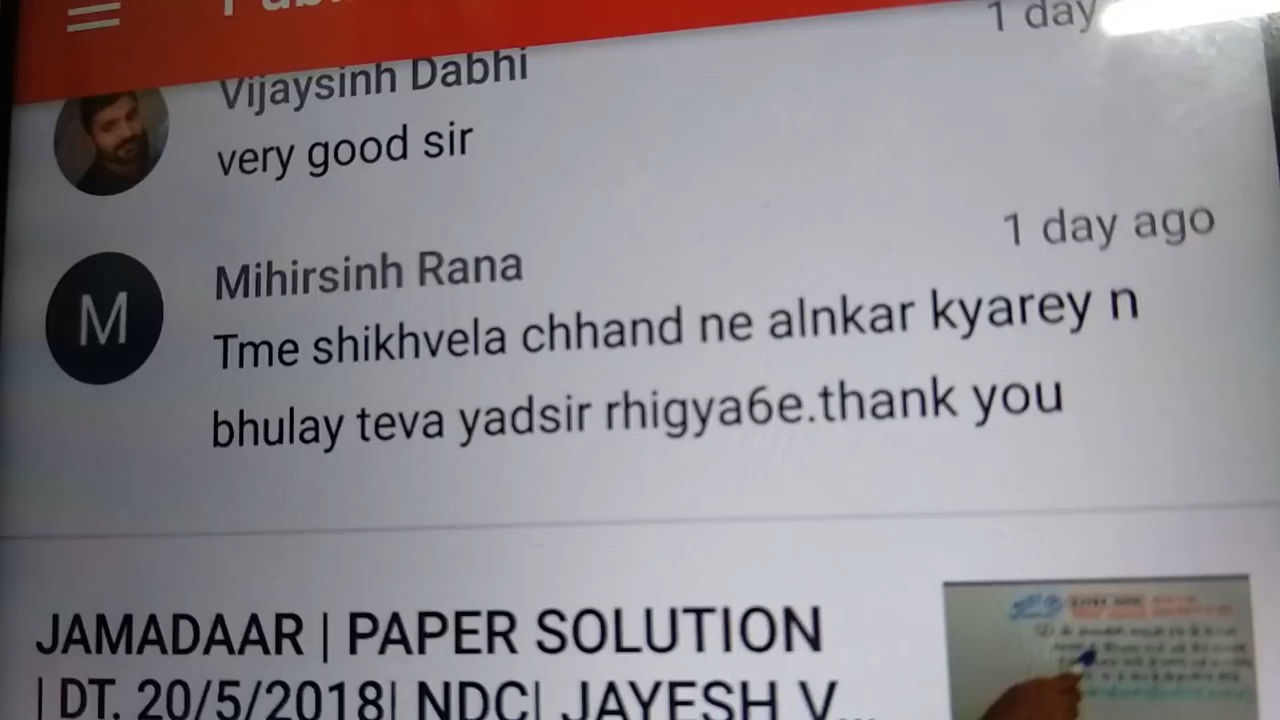 1 day
Vijaysinh Dabhi
very good sir
1 day ago
Mihirsinh Rana
M
Tme shikhvela chhand ne alnkar kyarey n
bhulay teva yadsir rhigya6e.thank you
JAMADAAR | PAPER SOLUTION
| DT. 20/5/2018| NDC| JAYESH V...